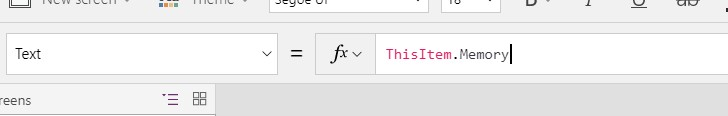 New screen Theme Segoe UI 18 B I U ab
Text = fx ThisItem.Memory
reens